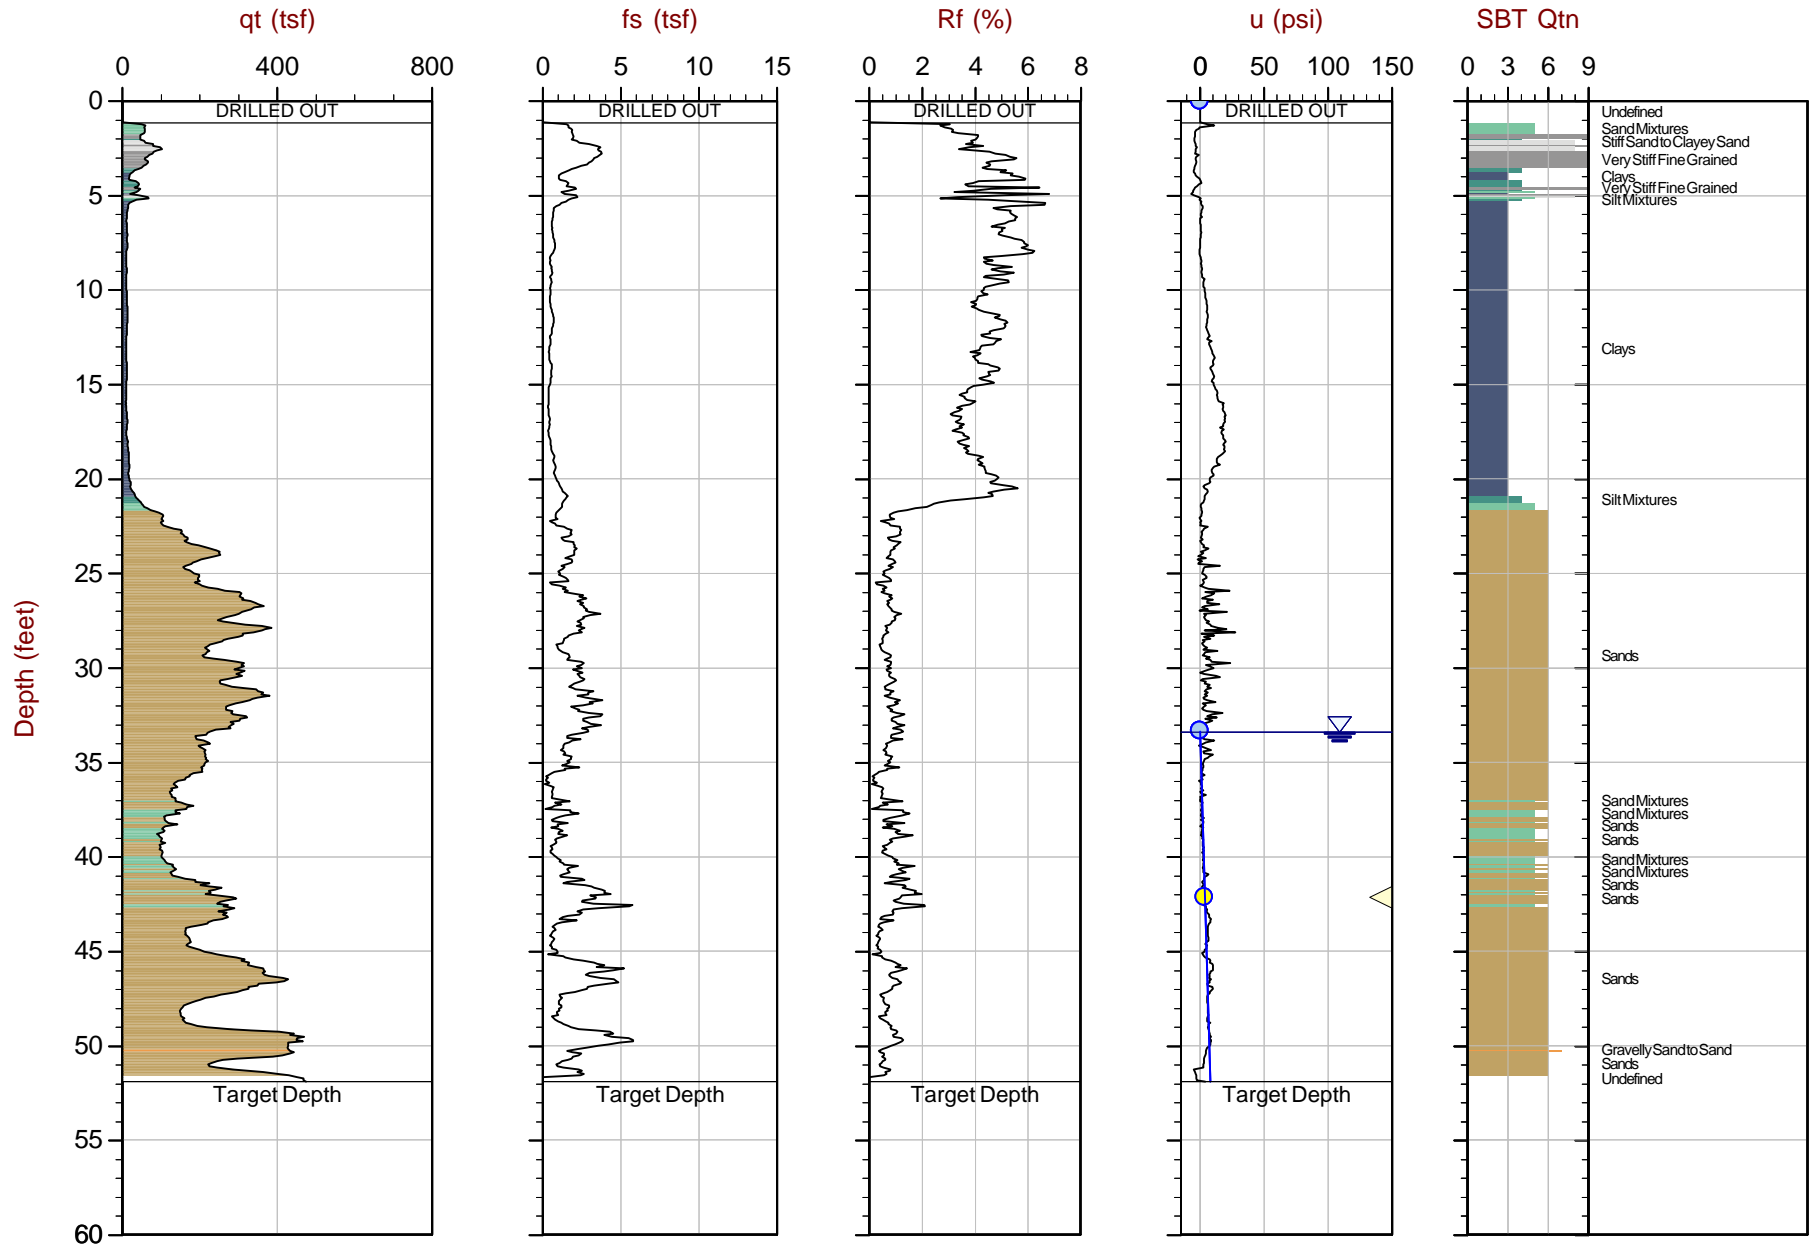 qt (tsf) fs (tsf) Rf (%) u (psi) SBT Qtn
0 400 800 0 5 10 15 0 2 4 6 8 0 50 100 150 0 3 6 9
0
DRILLED OUT DRILLED OUT DRILLED OUT DRILLED OUT
Undefined
Sand Mixtures
Stiff Sand to Clayey Sand
Very Stiff Fine Grained
Clays
Very Stiff Fine Grained
5
Silt Mixtures
10
Clays
15
20
Silt Mixtures
25
Sands
30
Depth (feet)
35
Sand Mixtures
Sand Mixtures
Sands
Sands
40
Sand Mixtures
Sand Mixtures
Sands
Sands
45
Sands
50
Gravelly Sand to Sand
Sands
Undefined
Target Depth Target Depth Target Depth Target Depth
55
60